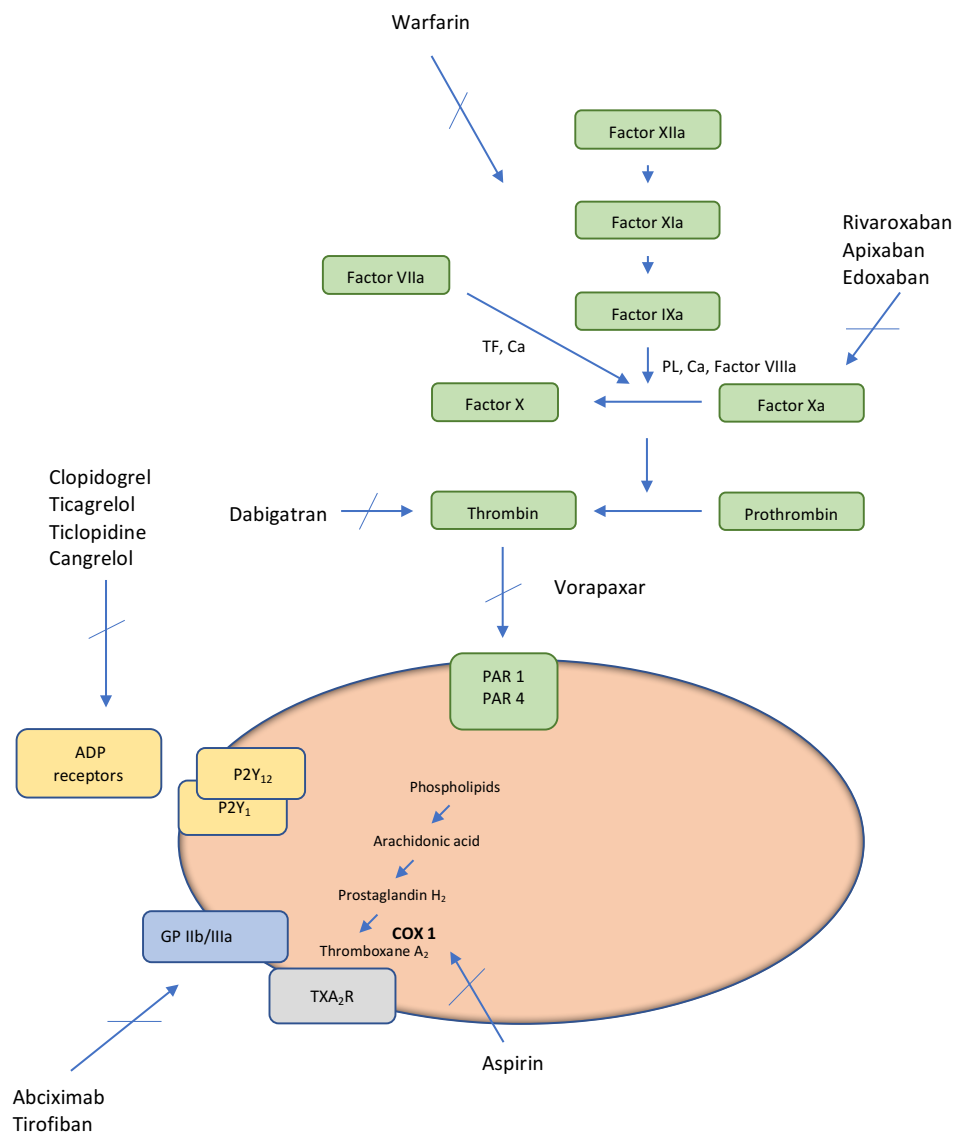 Warfarin
Factor XIIa
Factor XIa
Rivaroxaban
Apixaban
Edoxaban
Factor VIIa
Factor IXa
TF, Ca
PL, Ca, Factor VIIIa
Factor X
Factor Xa
Clopidogrel
Ticagrelol
Ticlopidine
Cangrelol
Dabigatran
Thrombin
Prothrombin
Vorapaxar
PAR 1
PAR 4
ADP
receptors
P2Y₁₂
P2Y₁
Phospholipids
Arachidonic acid
Prostaglandin H₂
COX 1
Thromboxane A₂
GP IIb/IIIa
TXA₂R
Aspirin
Abciximab
Tirofiban